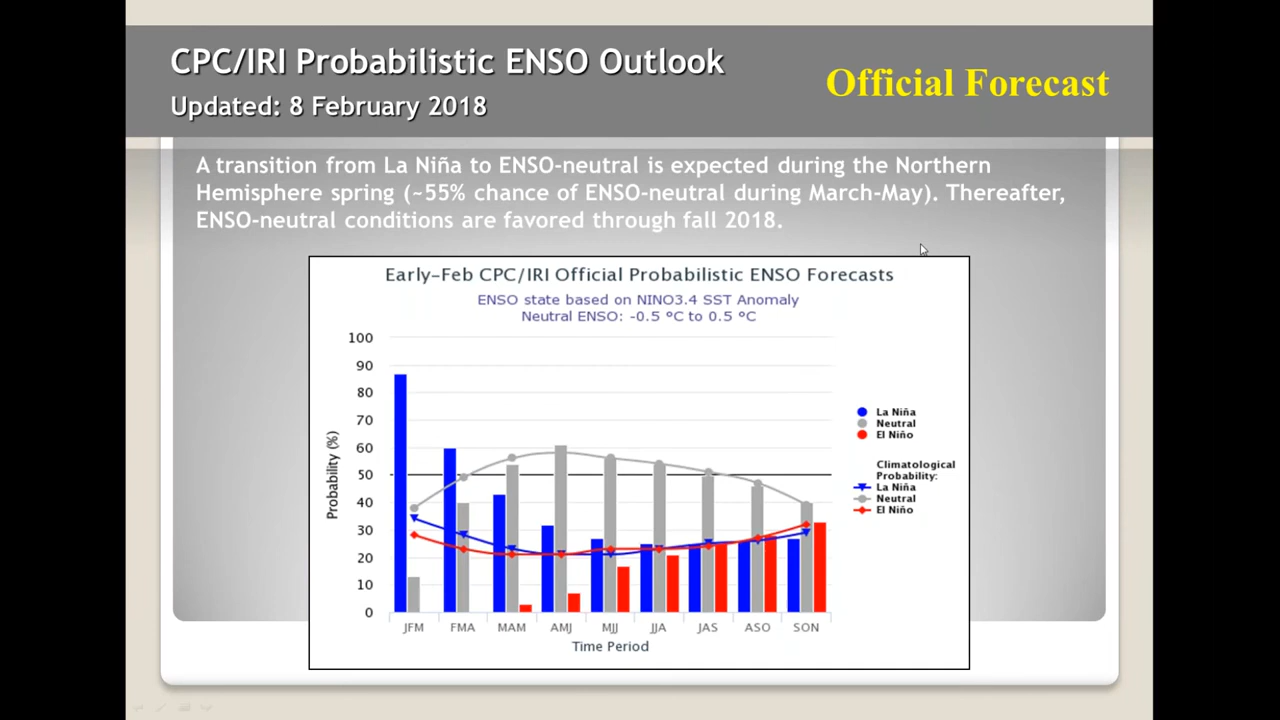 CPC/IRI Probabilistic ENSO Outlook
Updated: 8 February 2018
Official Forecast
A transition from La Niña to ENSO-neutral is expected during the Northern
Hemisphere spring (~55% chance of ENSO-neutral during March-May). Thereafter,
ENSO-neutral conditions are favored through fall 2018.
Early-Feb CPC/IRI Official Probabilistic ENSO Forecasts
ENSO state based on NINO3.4 SST Anomaly
Neutral ENSO: -0.5 ºC to 0.5 ºC
Probability (%)
100
90
80
70
60
50
40
30
20
10
0
JFM FMA MAM AMJ MJJ JJA JAS ASO SON
Time Period
La Niña
Neutral
El Niño
Climatological
Probability:
La Niña
Neutral
El Niño